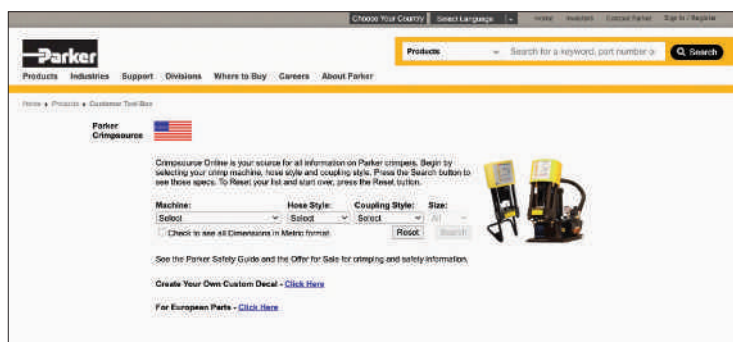 Choose Your Country Select Language Home Investors Contact Parker Sign In / Register
Parker
Products Search for a keyword, part number o Search
Products Industries Support Divisions Where to Buy Careers About Parker
Home Products Customer Tool Box
Parker
Crimpsource
Crimpsource Online is your source for all information on Parker crimpers. Begin by
selecting your crimp machine, hose style and coupling style. Press the Search button to
see those specs. To Reset your list and start over, press the Reset button.
Machine: Hose Style: Coupling Style: Size:
Select Select Select All
Check to see all Dimensions in Metric format. Reset Search
See the Parker Safety Guide and the Offer for Sale for crimping and safety information.
Create Your Own Custom Decal - Click Here
For European Parts - Click Here